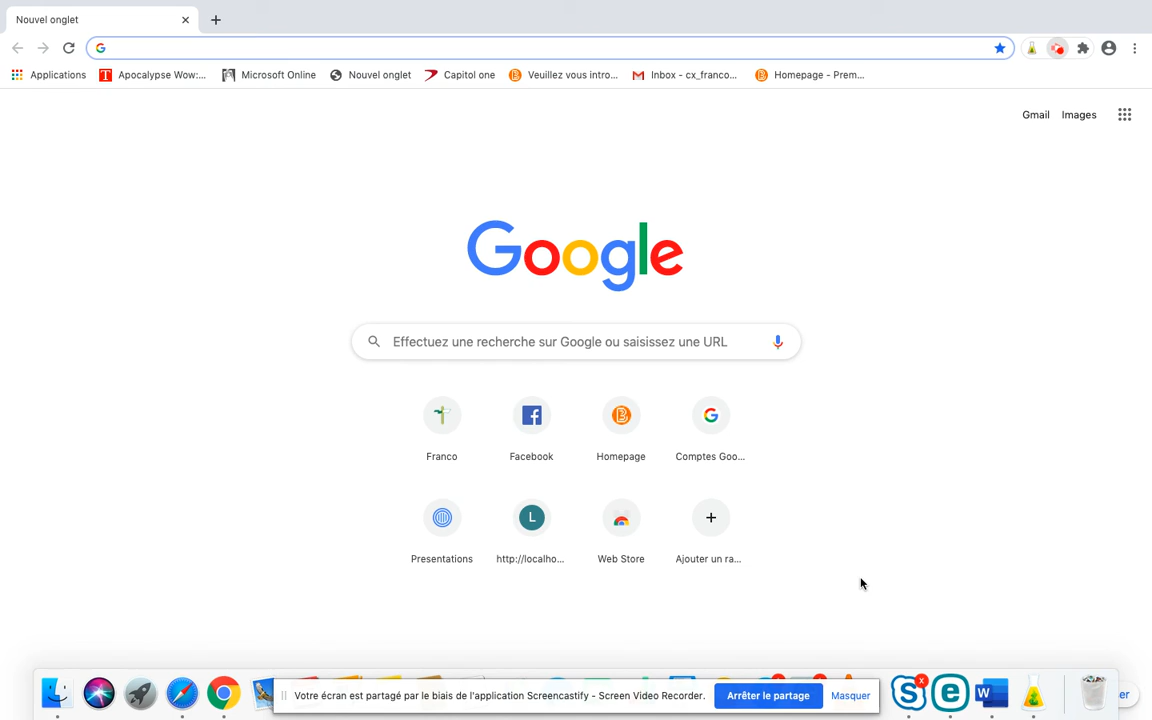 Nouvel onglet
Applications
Apocalypse Wow:...
Microsoft Online
Nouvel onglet
Capitol one
Veuillez vous intro...
Inbox - cx_franco...
Homepage - Prem...
Gmail Images
Google
Effectuez une recherche sur Google ou saisissez une URL
Franco
Facebook
Homepage
Comptes Goo...
L
Presentations
http://localho...
Web Store
Ajouter un ra...
Votre écran est partagé par le biais de l'application Screencastify - Screen Video Recorder.
Arrêter le partage
Masquer
er